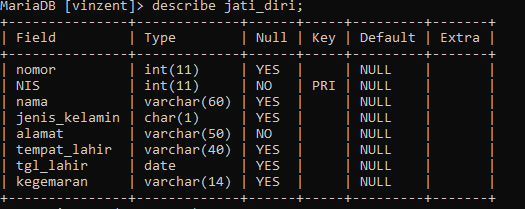 MariaDB [vinzent]> describe jati_diri;
+---------------+-------------+------+-----+---------+-------+
| Field         | Type        | Null | Key | Default | Extra |
+---------------+-------------+------+-----+---------+-------+
| nomor         | int(11)     | YES  |     | NULL    |       |
| NIS           | int(11)     | NO   | PRI | NULL    |       |
| nama          | varchar(60) | YES  |     | NULL    |       |
| jenis_kelamin | char(1)     | YES  |     | NULL    |       |
| alamat        | varchar(50) | NO   |     | NULL    |       |
| tempat_lahir  | varchar(40) | YES  |     | NULL    |       |
| tgl_lahir     | date        | YES  |     | NULL    |       |
| kegemaran     | varchar(14) | YES  |     | NULL    |       |
+---------------+-------------+------+-----+---------+-------+